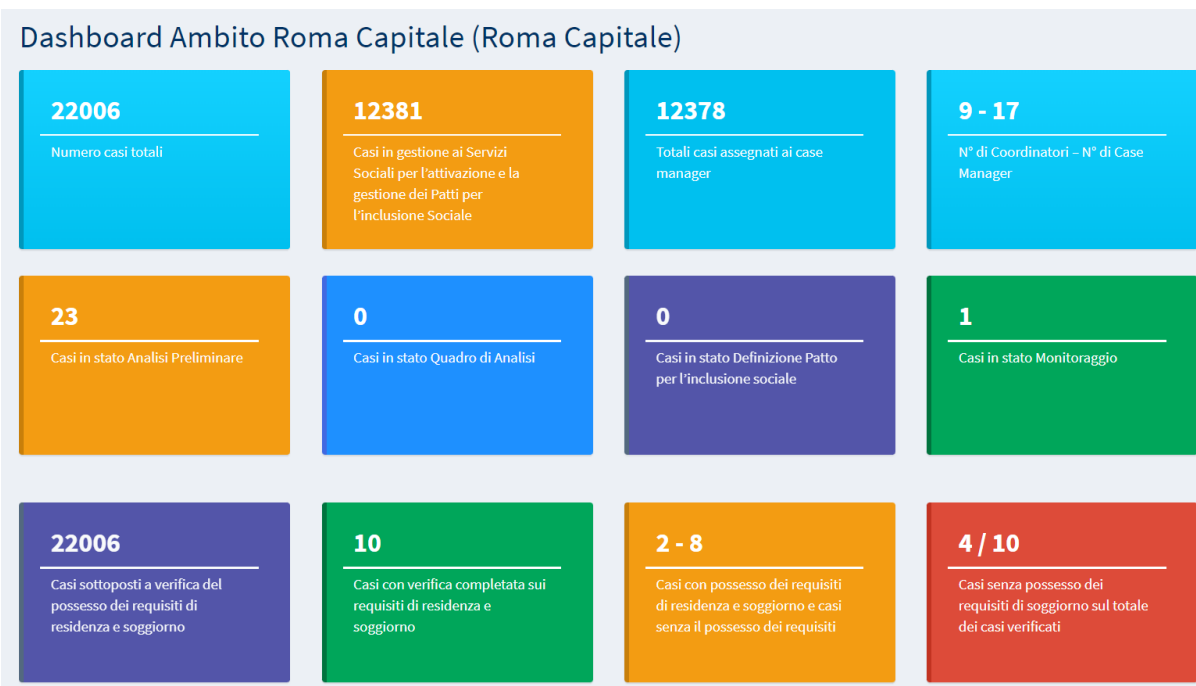 Dashboard Ambito Roma Capitale (Roma Capitale)
22006
Numero casi totali
12381
Casi in gestione ai Servizi
Sociali per l'attivazione e la
gestione dei Patti per
l'inclusione Sociale
12378
Totali casi assegnati ai case
manager
9 - 17
N° di Coordinatori – N° di Case
Manager
23
Casi in stato Analisi Preliminare
0
Casi in stato Quadro di Analisi
0
Casi in stato Definizione Patto
per l'inclusione sociale
1
Casi in stato Monitoraggio
22006
Casi sottoposti a verifica del
possesso dei requisiti di
residenza e soggiorno
10
Casi con verifica completata sui
requisiti di residenza e
soggiorno
2 - 8
Casi con possesso dei requisiti
di residenza e soggiorno e casi
senza il possesso dei requisiti
4 / 10
Casi senza possesso dei
requisiti di soggiorno sul totale
dei casi verificati